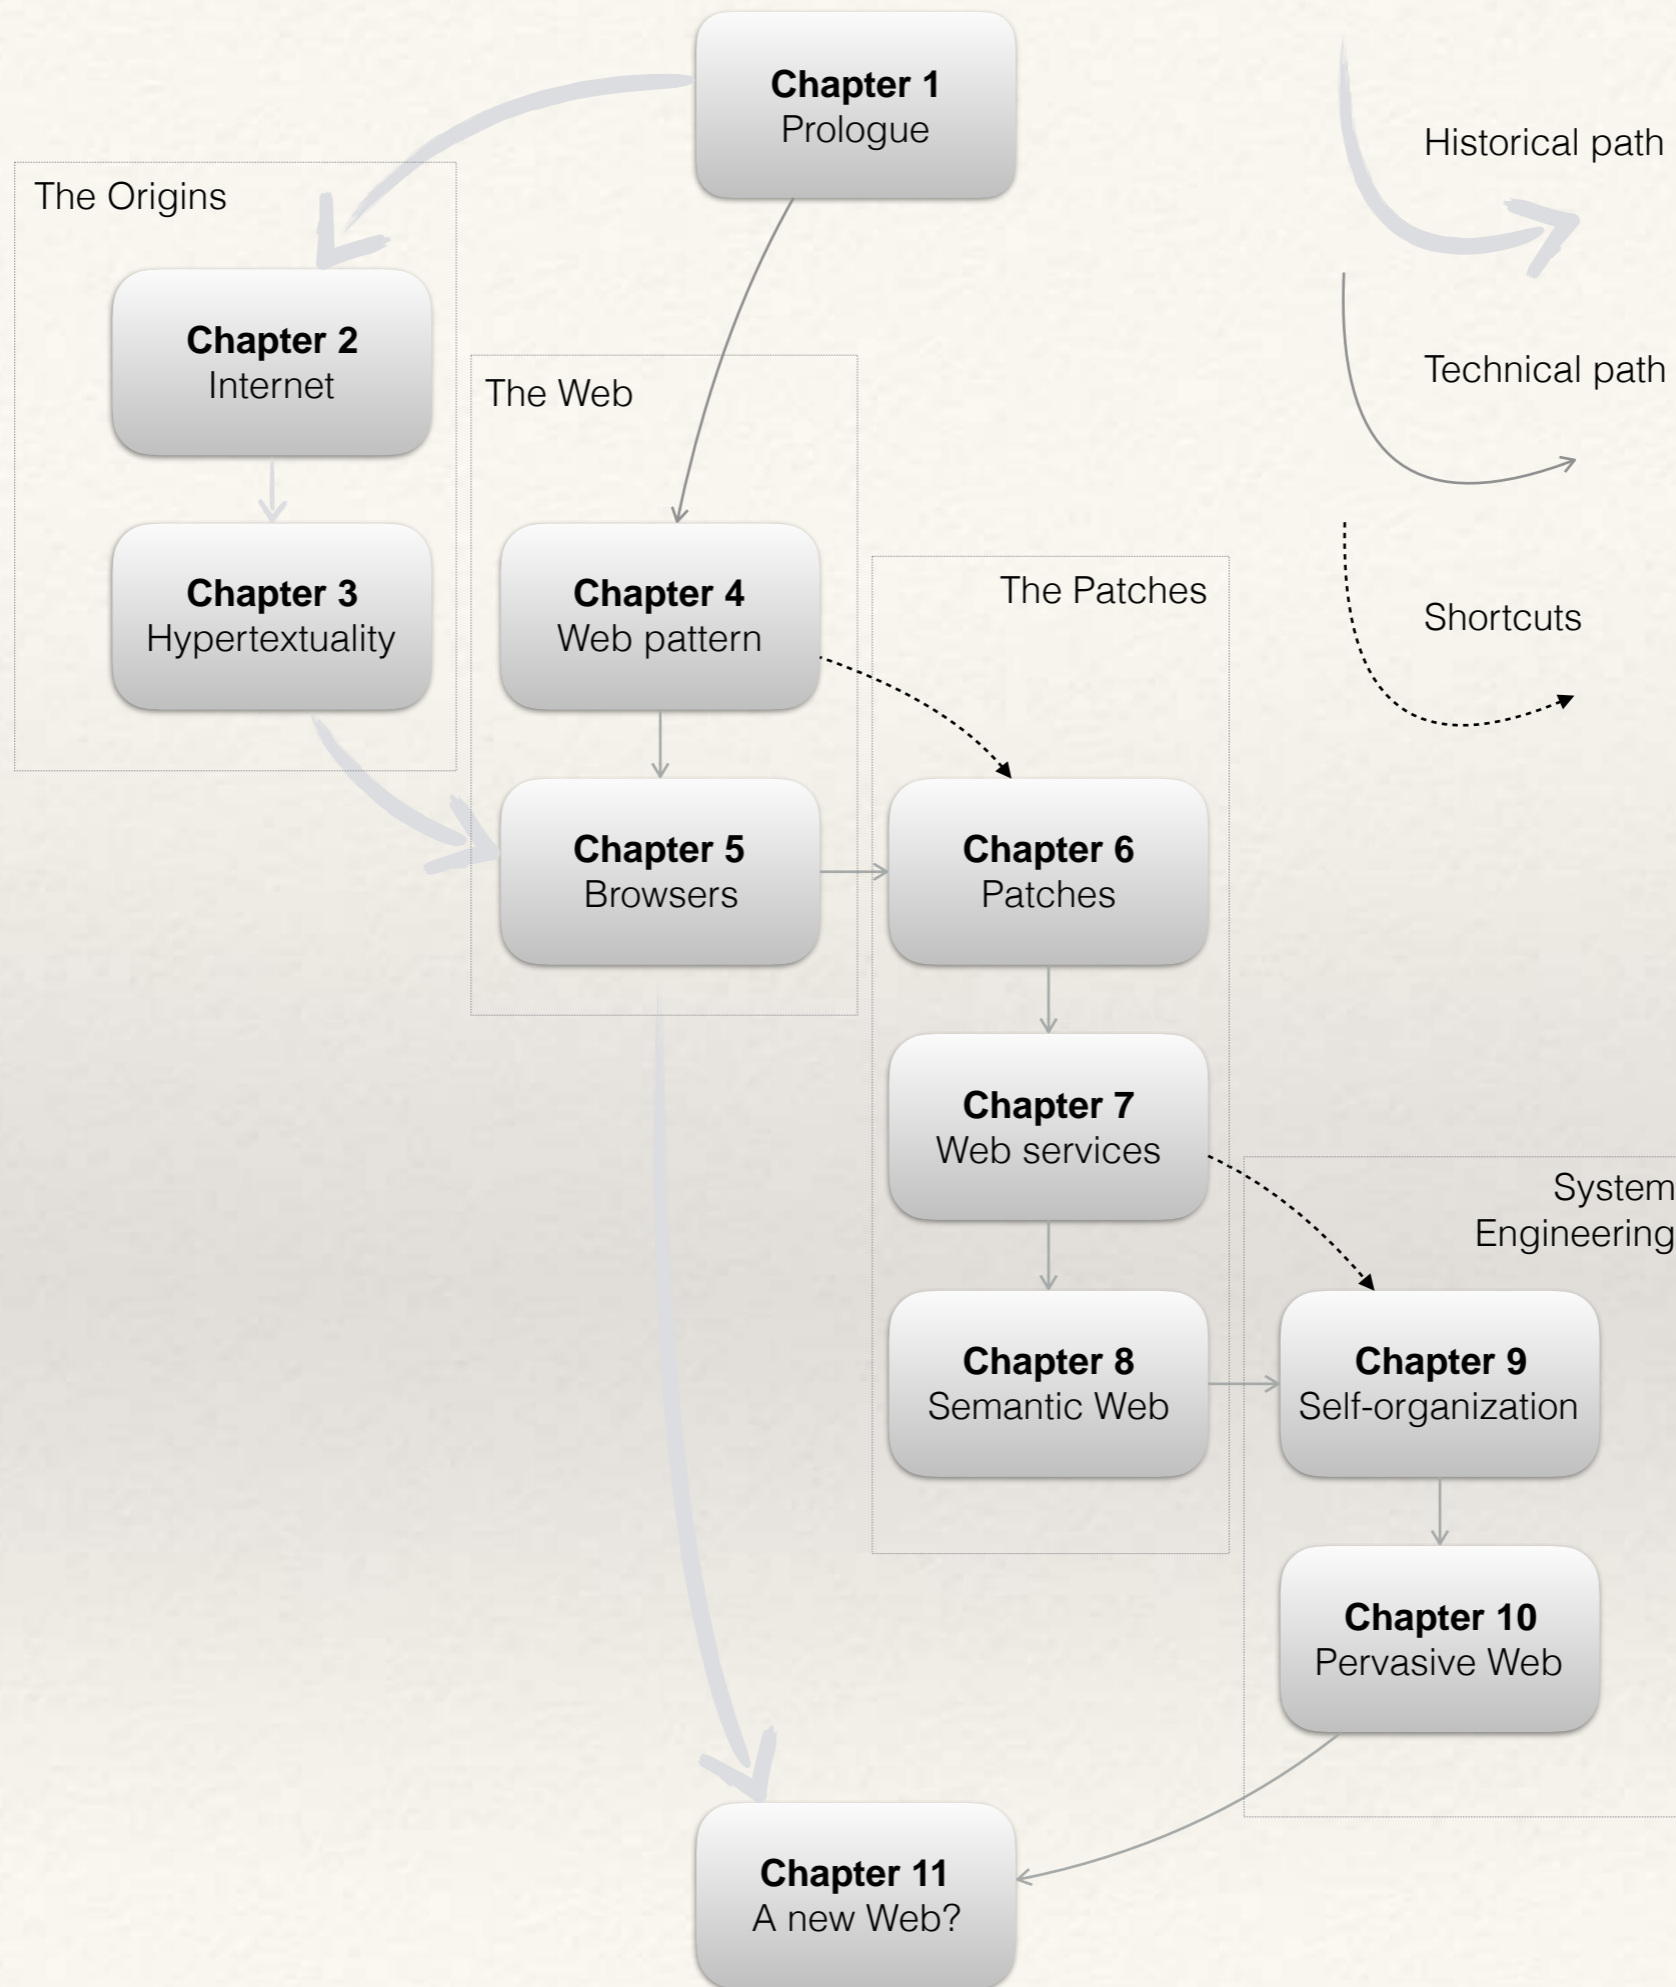 Chapter 1
Prologue
Historical path
The Origins
Chapter 2
Internet
Technical path
The Web
Chapter 3
Hypertextuality
Chapter 4
Web pattern
The Patches
Shortcuts
Chapter 5
Browsers
Chapter 6
Patches
Chapter 7
Web services
System
Engineering
Chapter 8
Semantic Web
Chapter 9
Self-organization
Chapter 10
Pervasive Web
Chapter 11
A new Web?